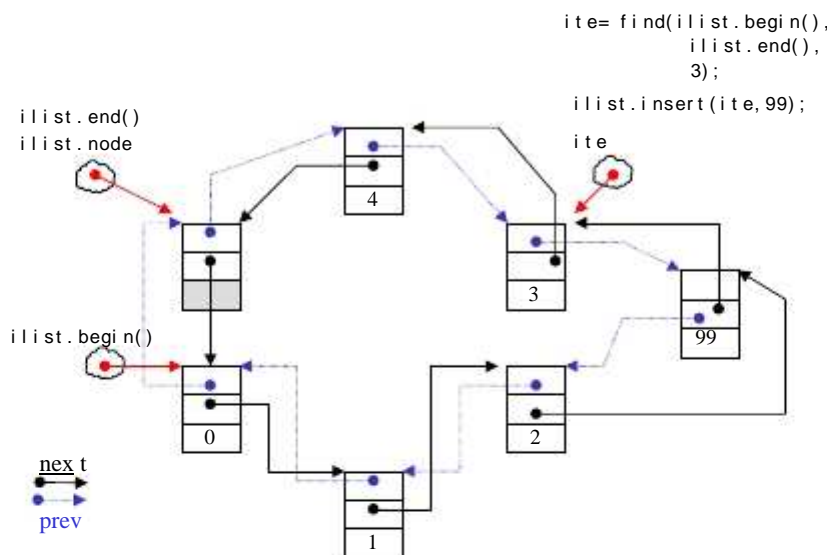 ite= find(ilist.begin(),
ilist.end(),
3);
ilist.insert(ite,99);
ilist.end()
ilist.node
ite
4
3
99
ilist.begin()
0
2
1
nex t
prev